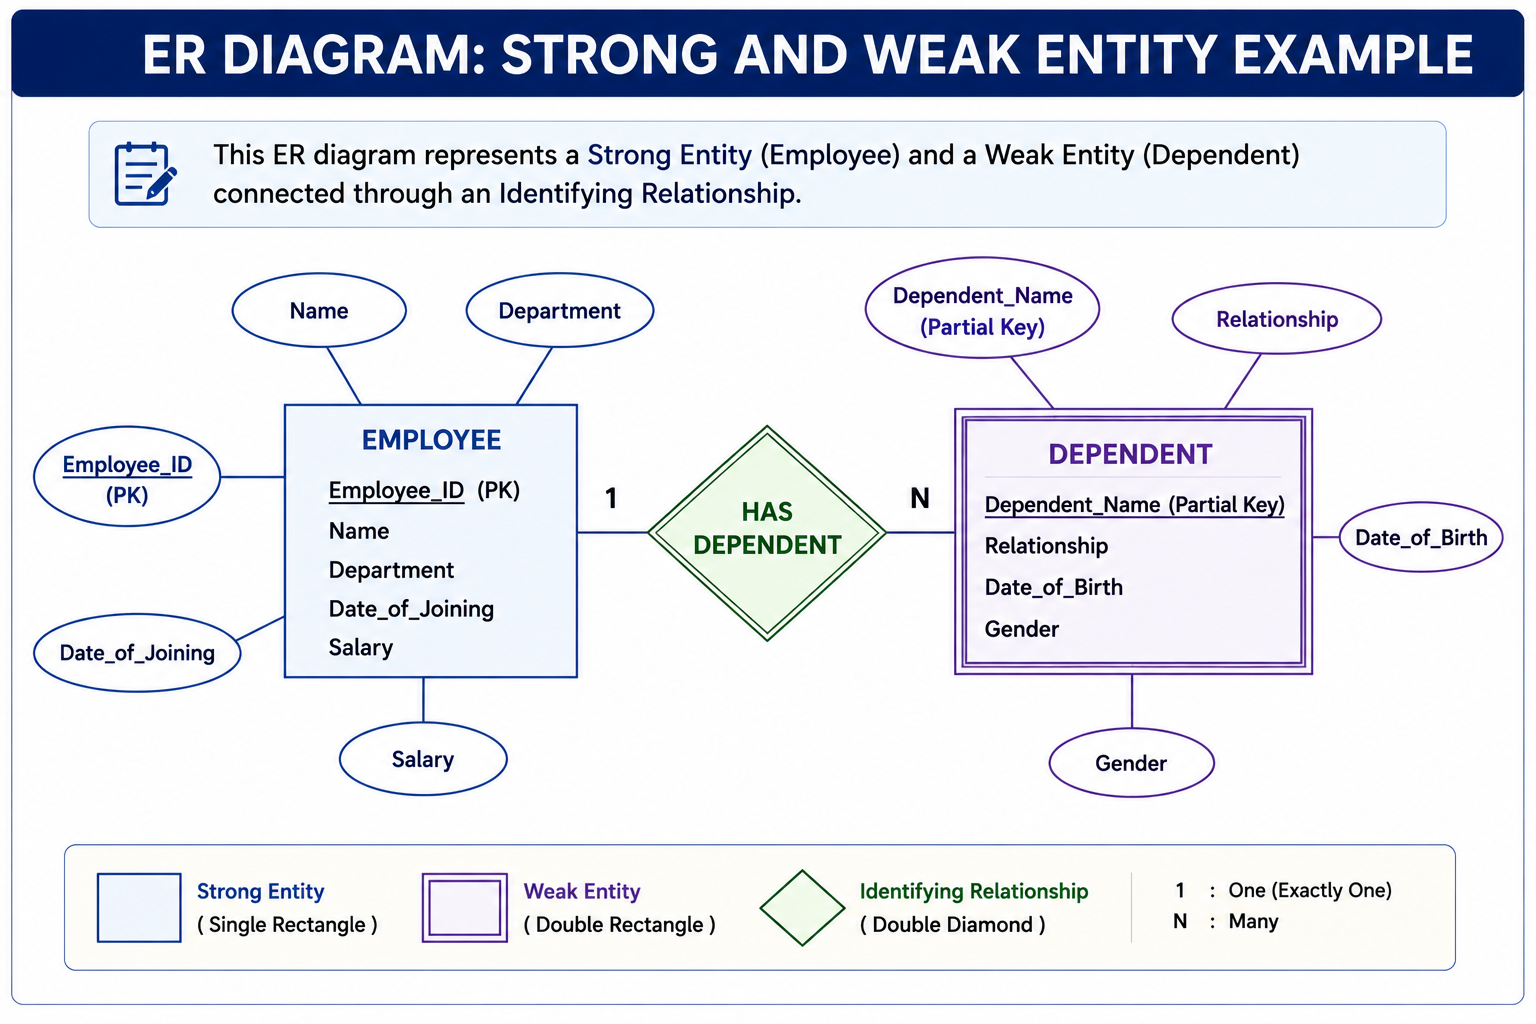 ER DIAGRAM: STRONG AND WEAK ENTITY EXAMPLE
This ER diagram represents a Strong Entity (Employee) and a Weak Entity (Dependent)
connected through an Identifying Relationship.
Name
Department
Dependent_Name
(Partial Key)
Relationship
Employee_ID
(PK)
Date_of_Joining
EMPLOYEE
Employee_ID (PK)
Name
Department
Date_of_Joining
Salary
1
HAS
DEPENDENT
N
DEPENDENT
Dependent_Name (Partial Key)
Relationship
Date_of_Birth
Gender
Date_of_Birth
Salary
Gender
Strong Entity
( Single Rectangle )
Weak Entity
( Double Rectangle )
Identifying Relationship
( Double Diamond )
1 : One (Exactly One)
N : Many